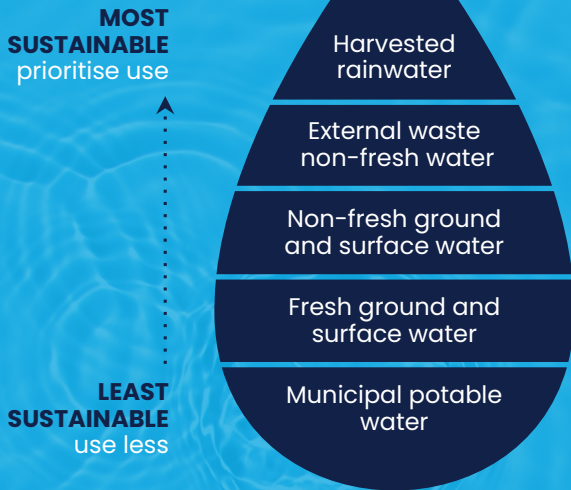 MOST
SUSTAINABLE
prioritise use
Harvested
rainwater
External waste
non-fresh water
Non-fresh ground
and surface water
Fresh ground and
surface water
LEAST
SUSTAINABLE
use less
Municipal potable
water